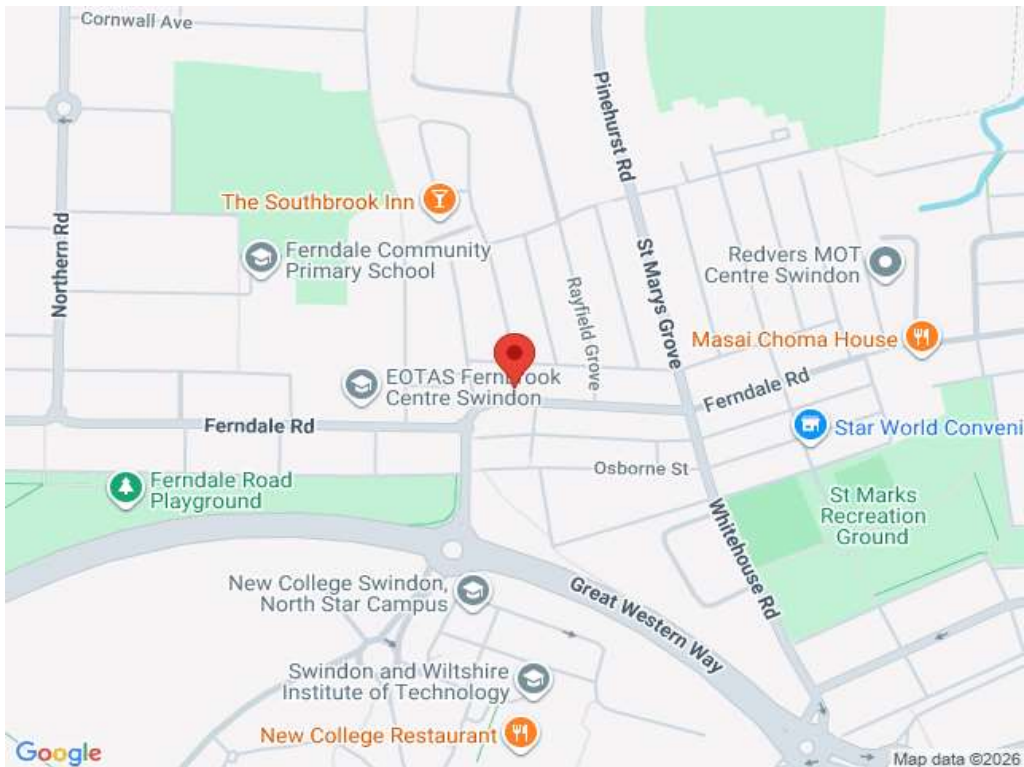 Cornwall Ave
Pinehurst Rd
The Southbrook Inn
Northern Rd
Ferndale Community
Primary School
St Marys Grove
Redvers MOT
Centre Swindon
Rayfield Grove
Masai Choma House
EOTAS Fernbrook
Centre Swindon
Ferndale Rd
Ferndale Rd
Star World Conveni
Osborne St
Ferndale Road
Playground
St Marks
Recreation
Ground
Whitehouse Rd
New College Swindon,
North Star Campus
Great Western Way
Swindon and Wiltshire
Institute of Technology
New College Restaurant
Google
Map data ©2026